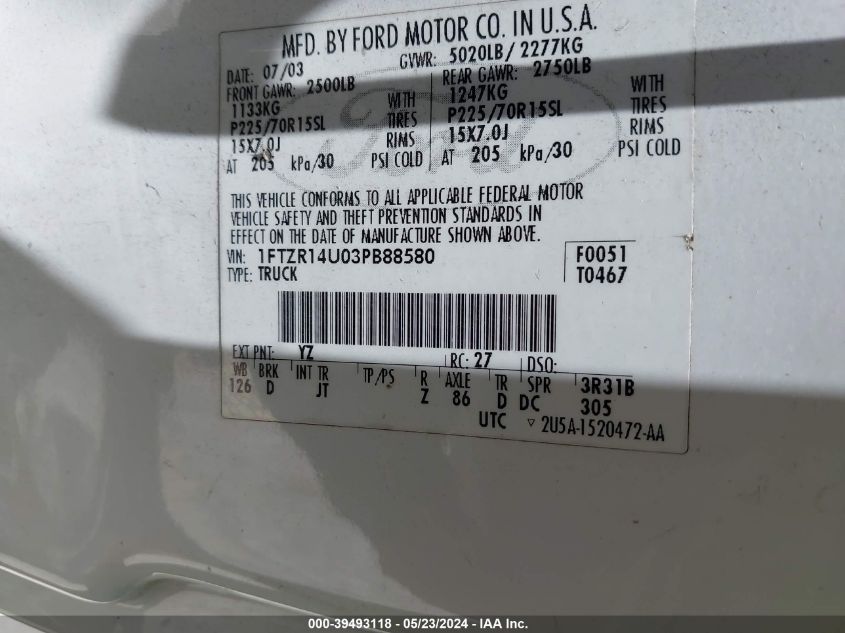 MFD. BY FORD MOTOR CO. IN U.S.A.
DATE: 07/03 GVWR: 5020LB/ 2277KG
FRONT GAWR: 2500LB REAR GAWR: 2750LB
1133KG WITH 1247KG WITH
P225/70R15SL TIRES P225/70R15SL TIRES
15X7.0J RIMS 15X7.0J RIMS
AT 205 kPa/30 PSI COLD AT 205 kPa/30 PSI COLD
Ford
THIS VEHICLE CONFORMS TO ALL APPLICABLE FEDERAL MOTOR
VEHICLE SAFETY AND THEFT PREVENTION STANDARDS IN
EFFECT ON THE DATE OF MANUFACTURE SHOWN ABOVE.
VIN: 1FTZR14U03PB88580 F0051
TYPE: TRUCK T0467
EXT PNT: YZ RC: 27 DSO:
WB BRK INT TR TP/PS R AXLE TR SPR 3R31B
126 D JT Z 86 D DC 305
UTC ▽ 2U5A-1520472-AA
000-39493118 - 05/23/2024 - IAA Inc.